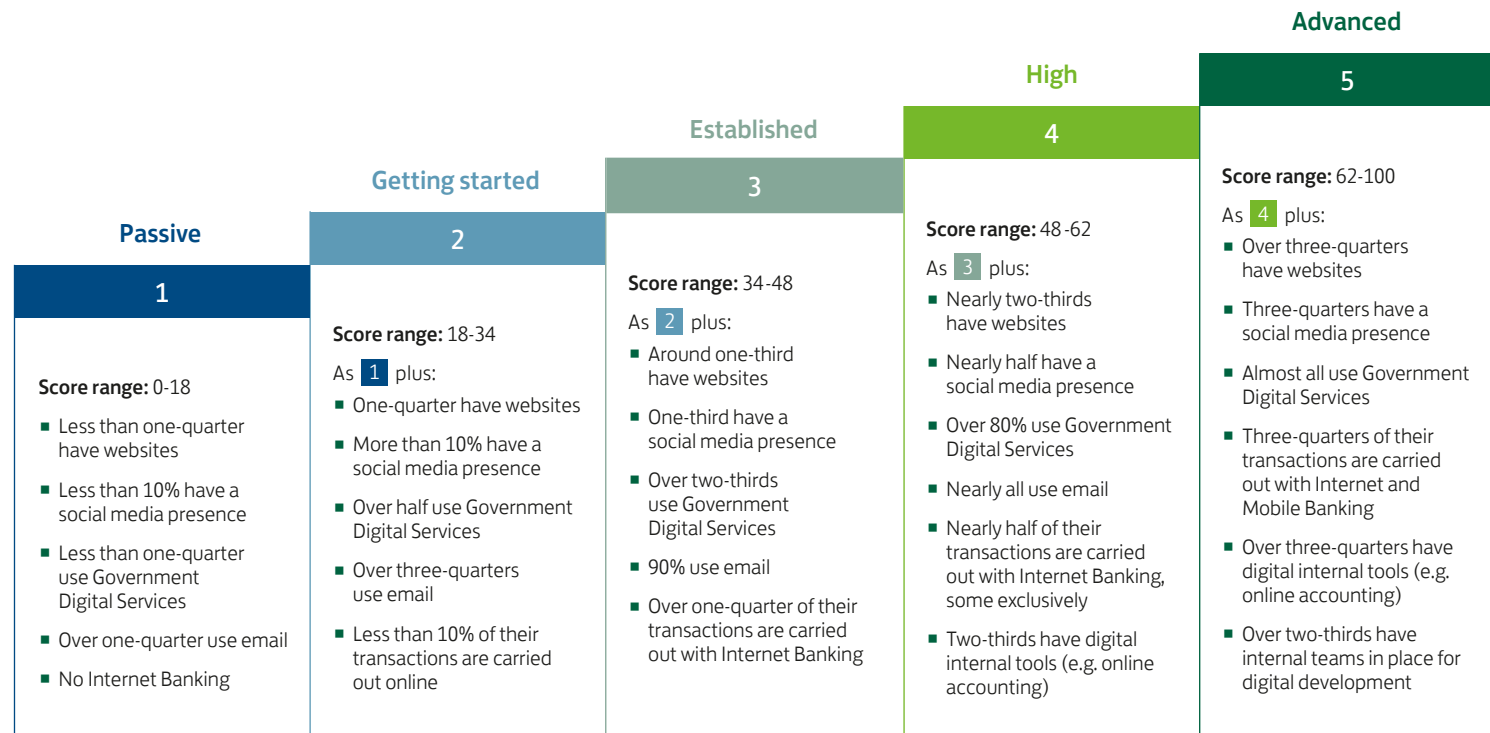 Passive
1
Score range: 0-18
Less than one-quarter
have websites
Less than 10% have a
social media presence
Less than one-quarter
use Government
Digital Services
Over one-quarter use email
No Internet Banking
Getting started
2
Score range: 18-34
As 1 plus:
One-quarter have websites
More than 10% have a
social media presence
Over half use Government
Digital Services
Over three-quarters
use email
Less than 10% of their
transactions are carried
out online
Established
3
Score range: 34-48
As 2 plus:
Around one-third
have websites
One-third have a
social media presence
Over two-thirds
use Government
Digital Services
90% use email
Over one-quarter of their
transactions are carried
out with Internet Banking
High
4
Score range: 48-62
As 3 plus:
Nearly two-thirds
have websites
Nearly half have a
social media presence
Over 80% use Government
Digital Services
Nearly all use email
Nearly half of their
transactions are carried
out with Internet Banking,
some exclusively
Two-thirds have digital
internal tools (e.g. online
accounting)
Advanced
5
Score range: 62-100
As 4 plus:
Over three-quarters
have websites
Three-quarters have a
social media presence
Almost all use Government
Digital Services
Three-quarters of their
transactions are carried
out with Internet and
Mobile Banking
Over three-quarters have
digital internal tools (e.g.
online accounting)
Over two-thirds have
internal teams in place for
digital development